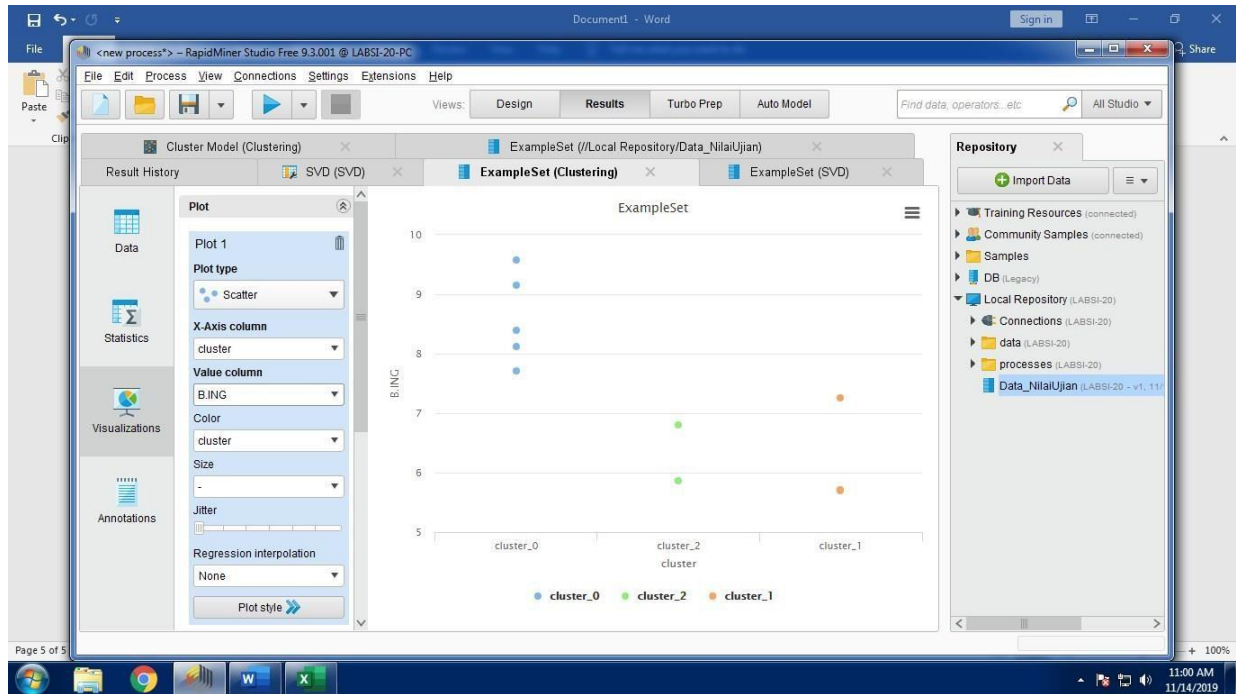 Document1 - Word
Sign in
File
Share
<new process*> – RapidMiner Studio Free 9.3.001 @ LABSI-20-PC
File Edit Process View Connections Settings Extensions Help
Paste
Clip
Views:
Design
Results
Turbo Prep
Auto Model
Find data, operators...etc
All Studio
Cluster Model (Clustering)
ExampleSet (//Local Repository/Data_NilaiUjian)
Result History
SVD (SVD)
ExampleSet (Clustering)
ExampleSet (SVD)
Data
Statistics
Visualizations
Annotations
Plot
Plot 1
Plot type
Scatter
X-Axis column
cluster
Value column
B.ING
Color
cluster
Size
-
Jitter
Regression interpolation
None
Plot style
ExampleSet
10
9
8
7
6
5
B.ING
cluster_0 cluster_2 cluster_1
cluster
cluster_0 cluster_2 cluster_1
Repository
Import Data
Training Resources (connected)
Community Samples (connected)
Samples
DB (Legacy)
Local Repository (LABSI-20)
Connections (LABSI-20)
data (LABSI-20)
processes (LABSI-20)
Data_NilaiUjian (LABSI-20 - v1, 11/
Page 5 of 5
100%
11:00 AM
11/14/2019